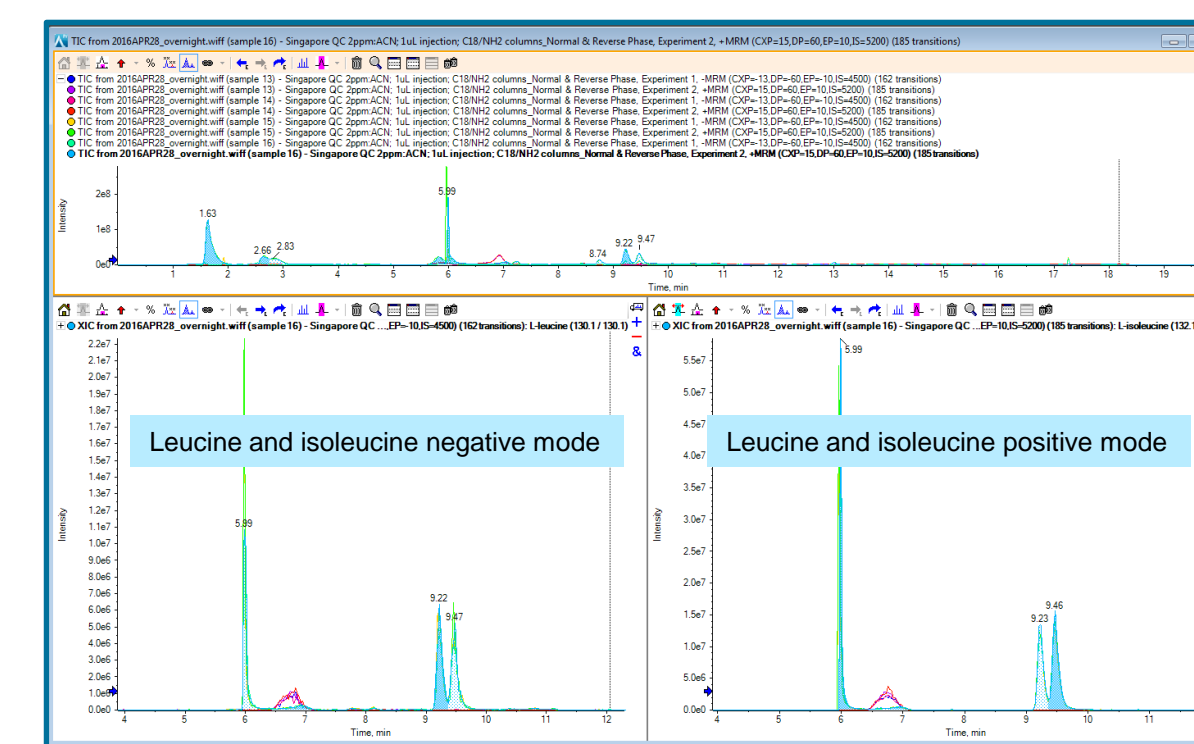 TIC from 2016APR28_overnight.wiff (sample 16) - Singapore QC 2ppm:ACN; 1uL injection; C18/NH2 columns_Normal & Reverse Phase, Experiment 2, +MRM (CXP=15,DP=60,EP=10,IS=5200) (185 transitions)
TIC from 2016APR28_overnight.wiff (sample 13) - Singapore QC 2ppm:ACN; 1uL injection; C18/NH2 columns_Normal & Reverse Phase, Experiment 1, -MRM (CXP=-13,DP=-60,EP=-10,IS=4500) (162 transitions)
TIC from 2016APR28_overnight.wiff (sample 13) - Singapore QC 2ppm:ACN; 1uL injection; C18/NH2 columns_Normal & Reverse Phase, Experiment 2, +MRM (CXP=15,DP=60,EP=10,IS=5200) (185 transitions)
TIC from 2016APR28_overnight.wiff (sample 14) - Singapore QC 2ppm:ACN; 1uL injection; C18/NH2 columns_Normal & Reverse Phase, Experiment 1, -MRM (CXP=-13,DP=-60,EP=-10,IS=4500) (162 transitions)
TIC from 2016APR28_overnight.wiff (sample 14) - Singapore QC 2ppm:ACN; 1uL injection; C18/NH2 columns_Normal & Reverse Phase, Experiment 2, +MRM (CXP=15,DP=60,EP=10,IS=5200) (185 transitions)
TIC from 2016APR28_overnight.wiff (sample 15) - Singapore QC 2ppm:ACN; 1uL injection; C18/NH2 columns_Normal & Reverse Phase, Experiment 1, -MRM (CXP=-13,DP=-60,EP=-10,IS=4500) (162 transitions)
TIC from 2016APR28_overnight.wiff (sample 15) - Singapore QC 2ppm:ACN; 1uL injection; C18/NH2 columns_Normal & Reverse Phase, Experiment 2, +MRM (CXP=15,DP=60,EP=10,IS=5200) (185 transitions)
TIC from 2016APR28_overnight.wiff (sample 16) - Singapore QC 2ppm:ACN; 1uL injection; C18/NH2 columns_Normal & Reverse Phase, Experiment 1, -MRM (CXP=-13,DP=-60,EP=-10,IS=4500) (162 transitions)
TIC from 2016APR28_overnight.wiff (sample 16) - Singapore QC 2ppm:ACN; 1uL injection; C18/NH2 columns_Normal & Reverse Phase, Experiment 2, +MRM (CXP=15,DP=60,EP=10,IS=5200) (185 transitions)
Intensity
2e8
1e8
0e0
1.63
2.66
2.83
5.99
8.74
9.22
9.47
1 2 3 4 5 6 7 8 9 10 11 12 13 14 15 16 17 18 19
Time, min
XIC from 2016APR28_overnight.wiff (sample 16) - Singapore QC ...,EP=-10,IS=4500) (162 transitions): L-leucine (130.1 / 130.1)
Intensity
2.2e7
2.1e7
2.0e7
1.9e7
1.8e7
1.7e7
1.6e7
1.5e7
1.4e7
1.3e7
1.2e7
1.1e7
1.0e7
9.0e6
8.0e6
7.0e6
6.0e6
5.0e6
4.0e6
3.0e6
2.0e6
1.0e6
0.0e0
Leucine and isoleucine negative mode
5.99
9.22
9.47
4 5 6 7 8 9 10 11 12
Time, min
XIC from 2016APR28_overnight.wiff (sample 16) - Singapore QC ...EP=10,IS=5200) (185 transitions): L-isoleucine (132.1
Intensity
5.5e7
5.0e7
4.5e7
4.0e7
3.5e7
3.0e7
2.5e7
2.0e7
1.5e7
1.0e7
5.0e6
0.0e0
5.99
Leucine and isoleucine positive mode
9.23
9.46
4 5 6 7 8 9 10 11
Time, min